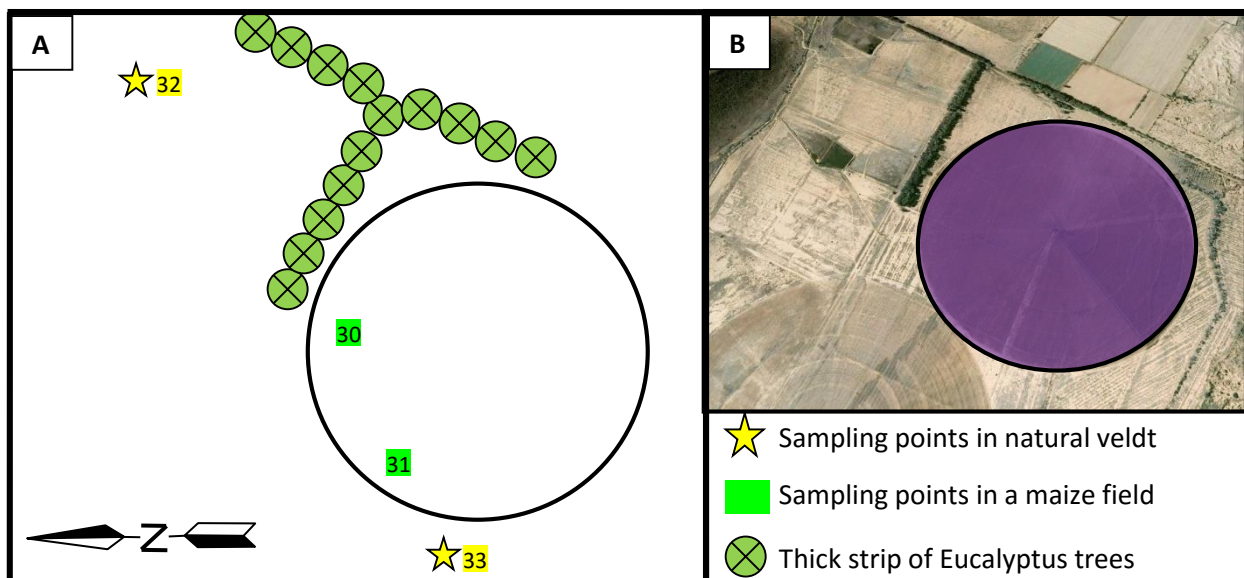 A
B
32
30
31
33
N
Sampling points in natural veldt
Sampling points in a maize field
Thick strip of Eucalyptus trees